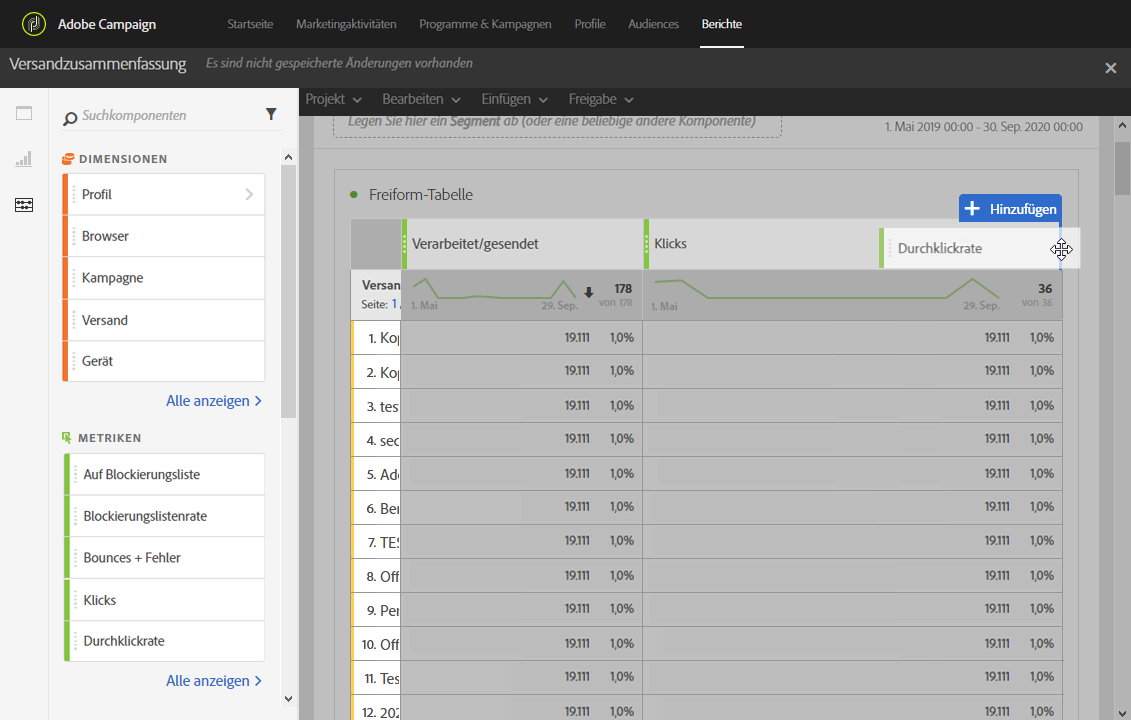 Adobe Campaign
Startseite Marketingaktivitäten Programme & Kampagnen Profile Audiences Berichte
Versandzusammenfassung Es sind nicht gespeicherte Änderungen vorhanden
Projekt Bearbeiten Einfügen Freigabe
Suchkomponenten
DIMENSIONEN
Profil
Browser
Kampagne
Versand
Gerät
Alle anzeigen
METRIKEN
Auf Blockierungsliste
Blockierungslistenrate
Bounces + Fehler
Klicks
Durchklickrate
Alle anzeigen
Legen Sie hier ein Segment ab (oder eine beliebige andere Komponente)
1. Mai 2019 00:00 - 30. Sep. 2020 00:00
Freiform-Tabelle
Hinzufügen
Verarbeitet/gesendet Klicks Durchklickrate
Versan 178 36
Seite: 1 1. Mai 29. Sep. von 178 1. Mai 29. Sep. von 36
1. Kop 19.111 1,0% 19.111 1,0%
2. Kop 19.111 1,0% 19.111 1,0%
3. tes 19.111 1,0% 19.111 1,0%
4. sec 19.111 1,0% 19.111 1,0%
5. Ado 19.111 1,0% 19.111 1,0%
6. Ber 19.111 1,0% 19.111 1,0%
7. TES 19.111 1,0% 19.111 1,0%
8. Off 19.111 1,0% 19.111 1,0%
9. Per 19.111 1,0% 19.111 1,0%
10. Off 19.111 1,0% 19.111 1,0%
11. Tes 19.111 1,0% 19.111 1,0%
12. 202 19.111 1,0% 19.111 1,0%